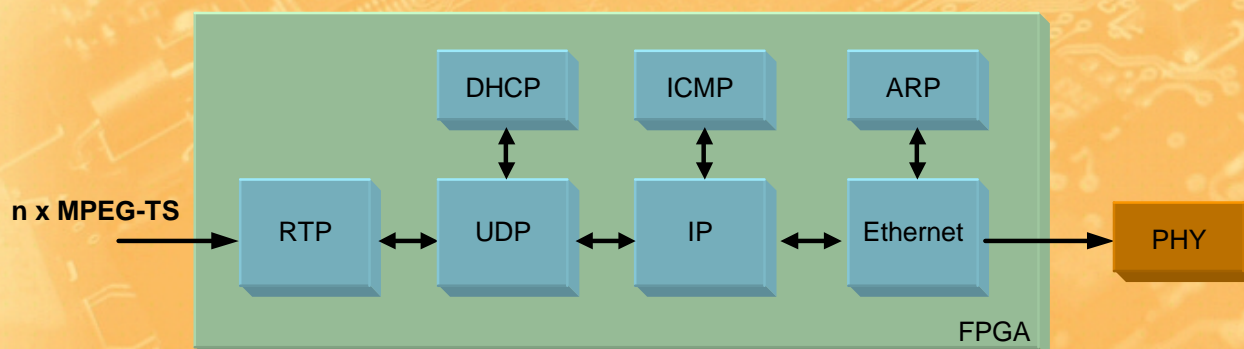 DHCP
ICMP
ARP
n x MPEG-TS
RTP
UDP
IP
Ethernet
PHY
FPGA